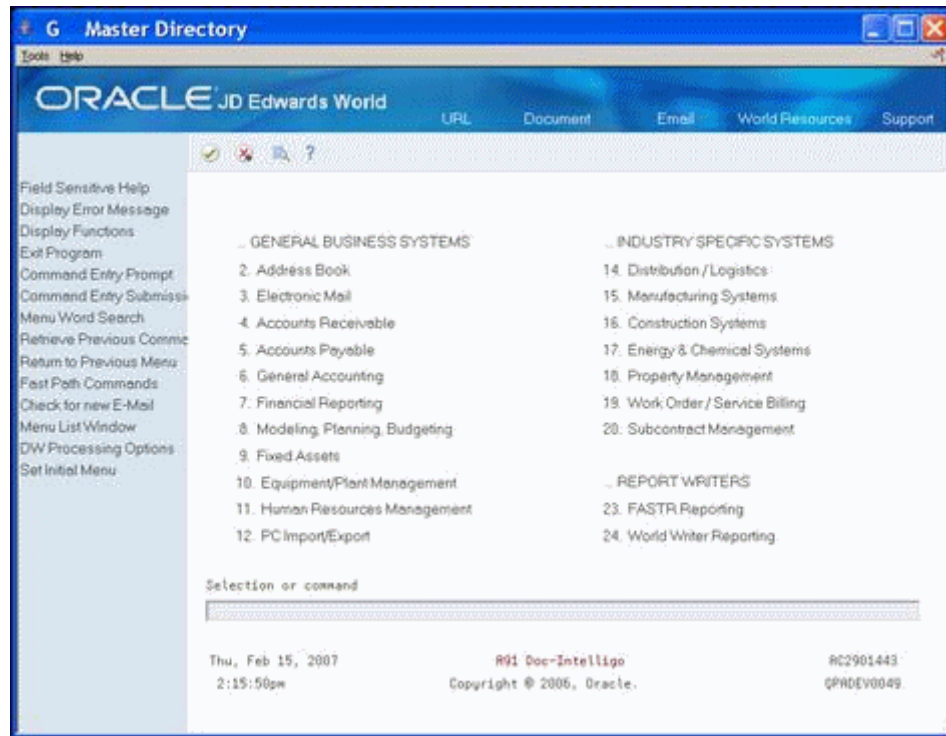 G Master Directory
Tools Help
ORACLE JD Edwards World
URL Document Email World Resources Support
Field Sensitive Help
Display Error Message
Display Functions
Exit Program
Command Entry Prompt
Command Entry Submissi
Menu Word Search
Retrieve Previous Comme
Return to Previous Menu
Fast Path Commands
Check for new E-Mail
Menu List Window
DW Processing Options
Set Initial Menu
... GENERAL BUSINESS SYSTEMS
2. Address Book
3. Electronic Mail
4. Accounts Receivable
5. Accounts Payable
6. General Accounting
7. Financial Reporting
8. Modeling, Planning, Budgeting
9. Fixed Assets
10. Equipment/Plant Management
11. Human Resources Management
12. PC Import/Export
... INDUSTRY SPECIFIC SYSTEMS
14. Distribution / Logistics
15. Manufacturing Systems
16. Construction Systems
17. Energy & Chemical Systems
18. Property Management
19. Work Order / Service Billing
20. Subcontract Management
... REPORT WRITERS
23. FASTR Reporting
24. World Writer Reporting
Selection or command
Thu, Feb 15, 2007 A91 Doc-Intelligo RC2901443
2:15:50pm Copyright © 2006, Oracle. QPADEV0049